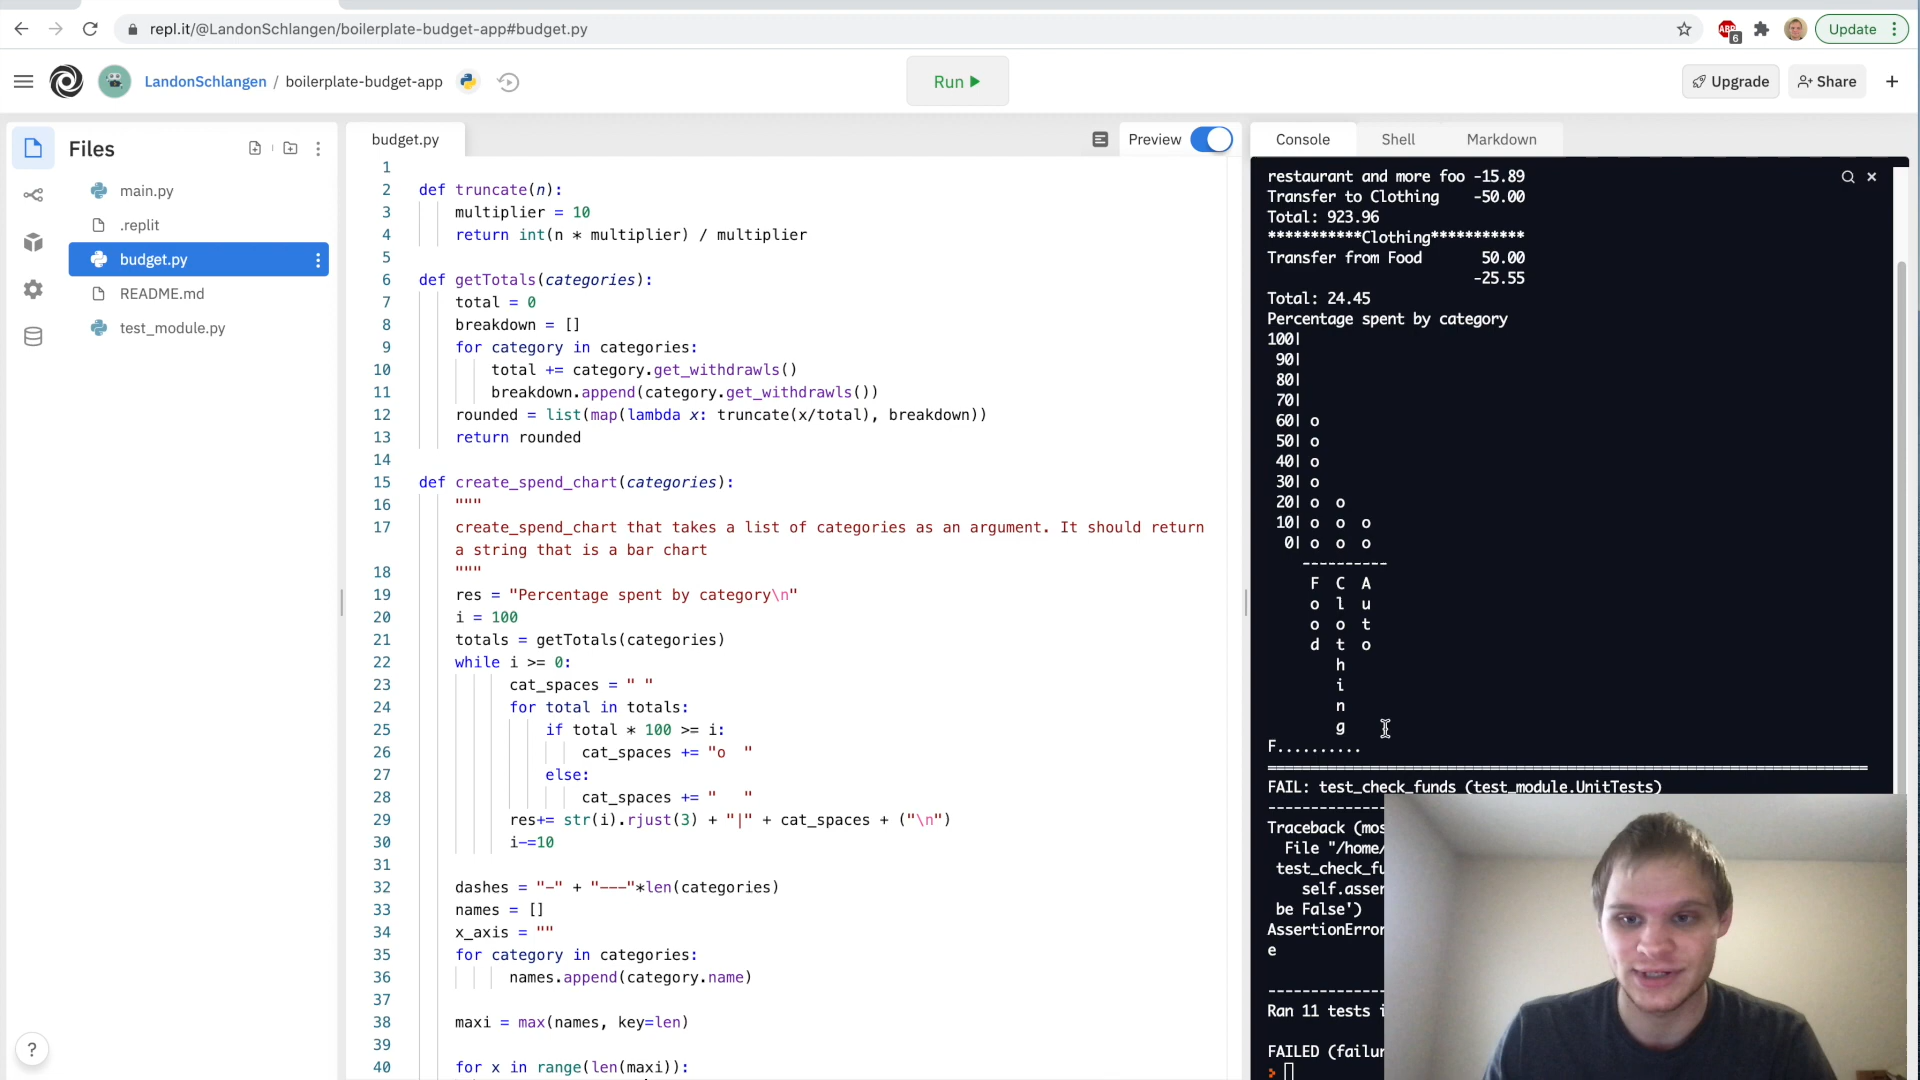 repl.it/@LandonSchlangen/boilerplate-budget-app#budget.py
ABP
6
Update
LandonSchlangen / boilerplate-budget-app
Run
Upgrade
Share
Files
main.py
.replit
budget.py
README.md
test_module.py
?
budget.py
Preview
1
2 def truncate(n):
3 multiplier = 10
4 return int(n * multiplier) / multiplier
5
6 def getTotals(categories):
7 total = 0
8 breakdown = []
9 for category in categories:
10 total += category.get_withdrawls()
11 breakdown.append(category.get_withdrawls())
12 rounded = list(map(lambda x: truncate(x/total), breakdown))
13 return rounded
14
15 def create_spend_chart(categories):
16 """
17 create_spend_chart that takes a list of categories as an argument. It should return
a string that is a bar chart
18 """
19 res = "Percentage spent by category\n"
20 i = 100
21 totals = getTotals(categories)
22 while i >= 0:
23 cat_spaces = " "
24 for total in totals:
25 if total * 100 >= i:
26 cat_spaces += "o  "
27 else:
28 cat_spaces += "   "
29 res+= str(i).rjust(3) + "|" + cat_spaces + ("\n")
30 i-=10
31
32 dashes = "-" + "---"*len(categories)
33 names = []
34 x_axis = ""
35 for category in categories:
36 names.append(category.name)
37
38 maxi = max(names, key=len)
39
40 for x in range(len(maxi)):
Console Shell Markdown
restaurant and more foo -15.89
Transfer to Clothing    -50.00
Total: 923.96
***********Clothing***********
Transfer from Food       50.00
-25.55
Total: 24.45
Percentage spent by category
100|
90|
80|
70|
60| o
50| o
40| o
30| o
20| o  o
10| o  o  o
0| o  o  o
----------
F  C  A
o  l  u
o  o  t
d  t  o
h
i
n
g
F..........
======================================================================
FAIL: test_check_funds (test_module.UnitTests)
--------------
Traceback (mos
File "/home/
test_check_fu
self.asser
be False')
AssertionError
e
--------------
Ran 11 tests i
FAILED (failur